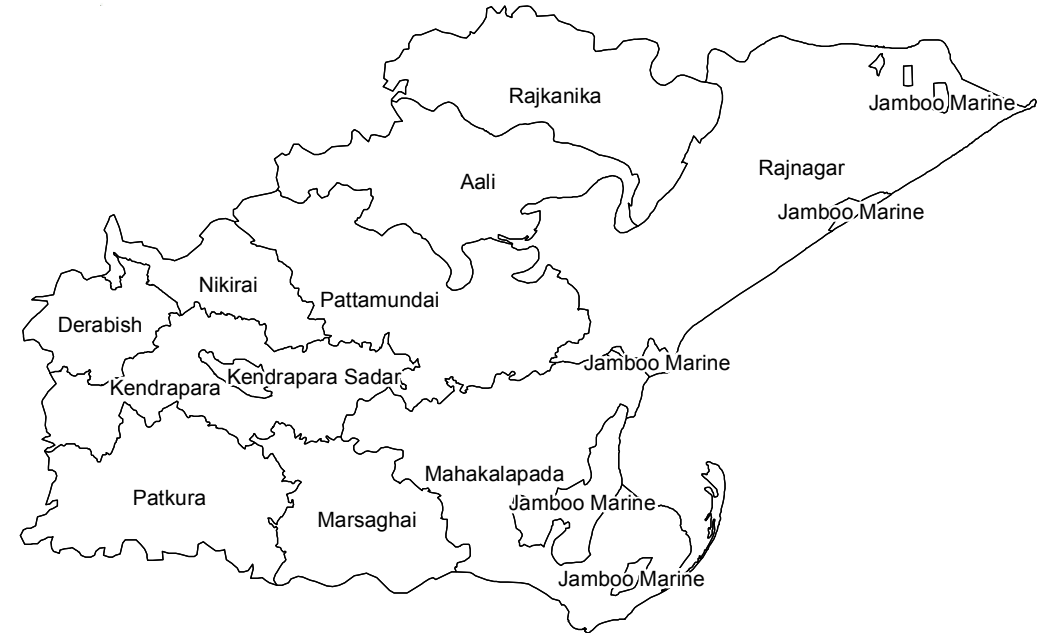 Rajkanika
Jamboo Marine
Rajnagar
Aali
Jamboo Marine
Nikirai
Pattamundai
Derabish
Jamboo Marine
Kendrapara Sadar
Kendrapara
Mahakalapada
Patkura
Jamboo Marine
Marsaghai
Jamboo Marine